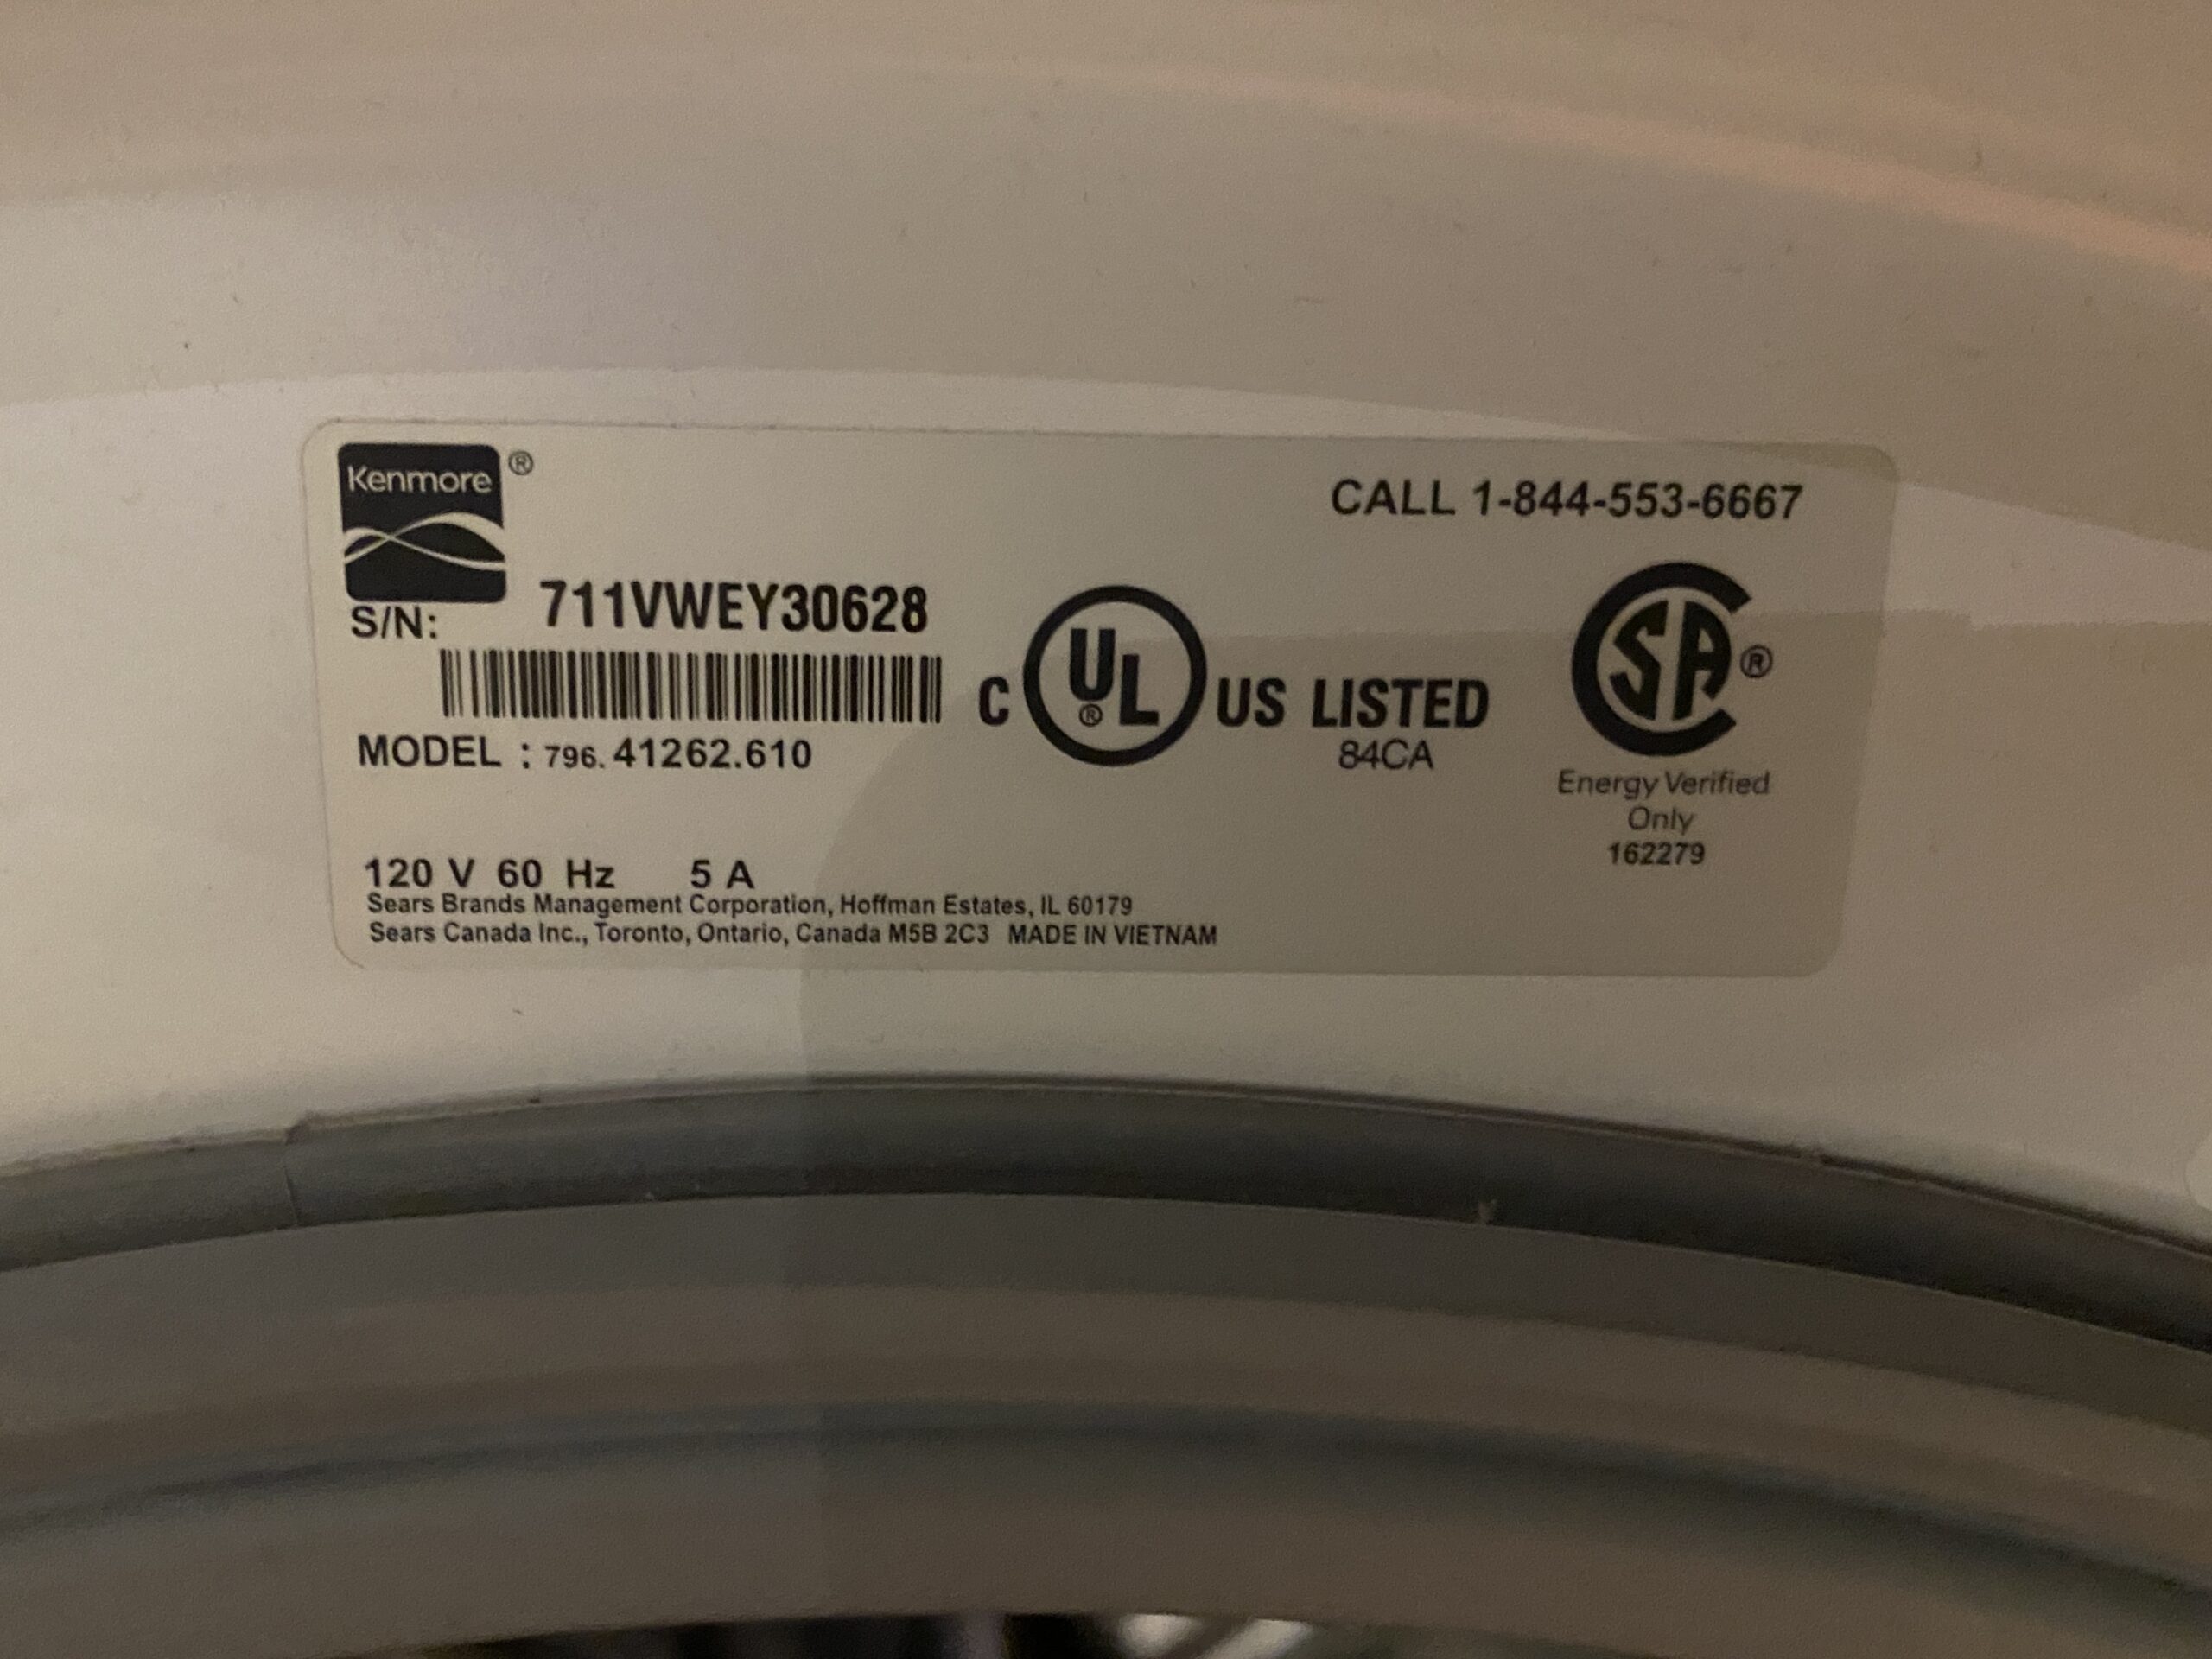 Kenmore ®
CALL 1-844-553-6667
S/N: 711VWEY30628
MODEL : 796. 41262.610
C UL ® US LISTED
84CA
CSA ®
Energy Verified
Only
162279
120 V 60 Hz 5 A
Sears Brands Management Corporation, Hoffman Estates, IL 60179
Sears Canada Inc., Toronto, Ontario, Canada M5B 2C3 MADE IN VIETNAM